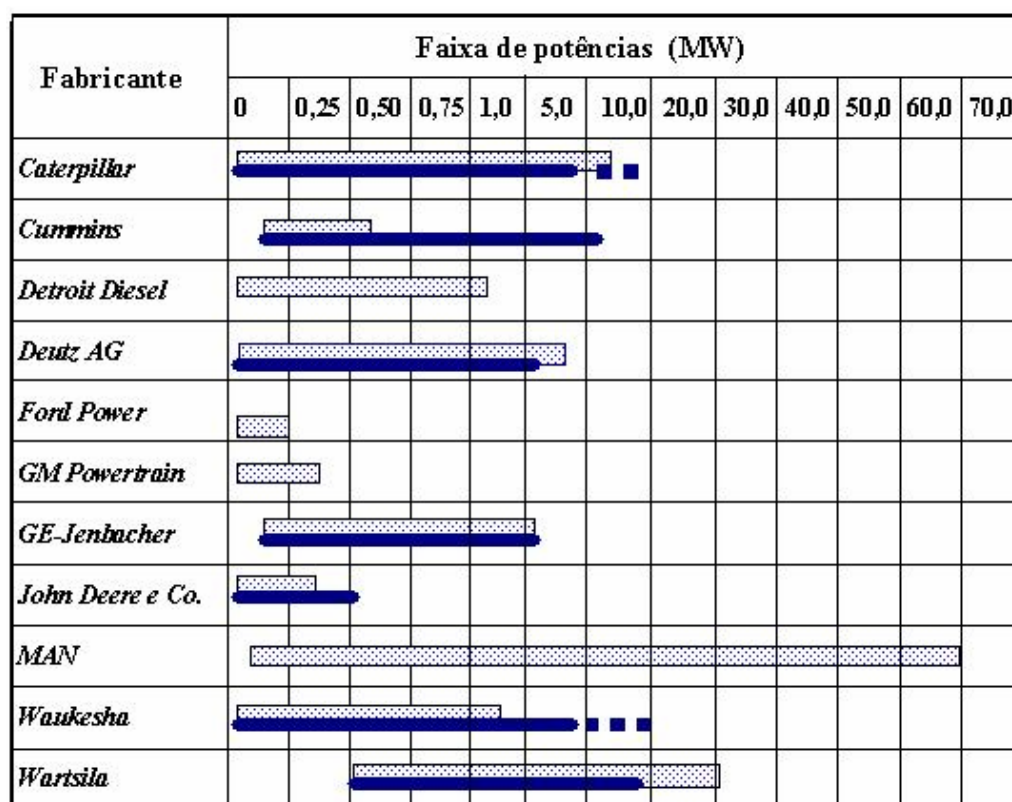 Faixa de potências (MW)
Fabricante
0 0,25 0,50 0,75 1,0 5,0 10,0 20,0 30,0 40,0 50,0 60,0 70,0
Caterpillar
Cummins
Detroit Diesel
Deutz AG
Ford Power
GM Powertrain
GE-Jenbacher
John Deere e Co.
MAN
Waukesha
Wartsila